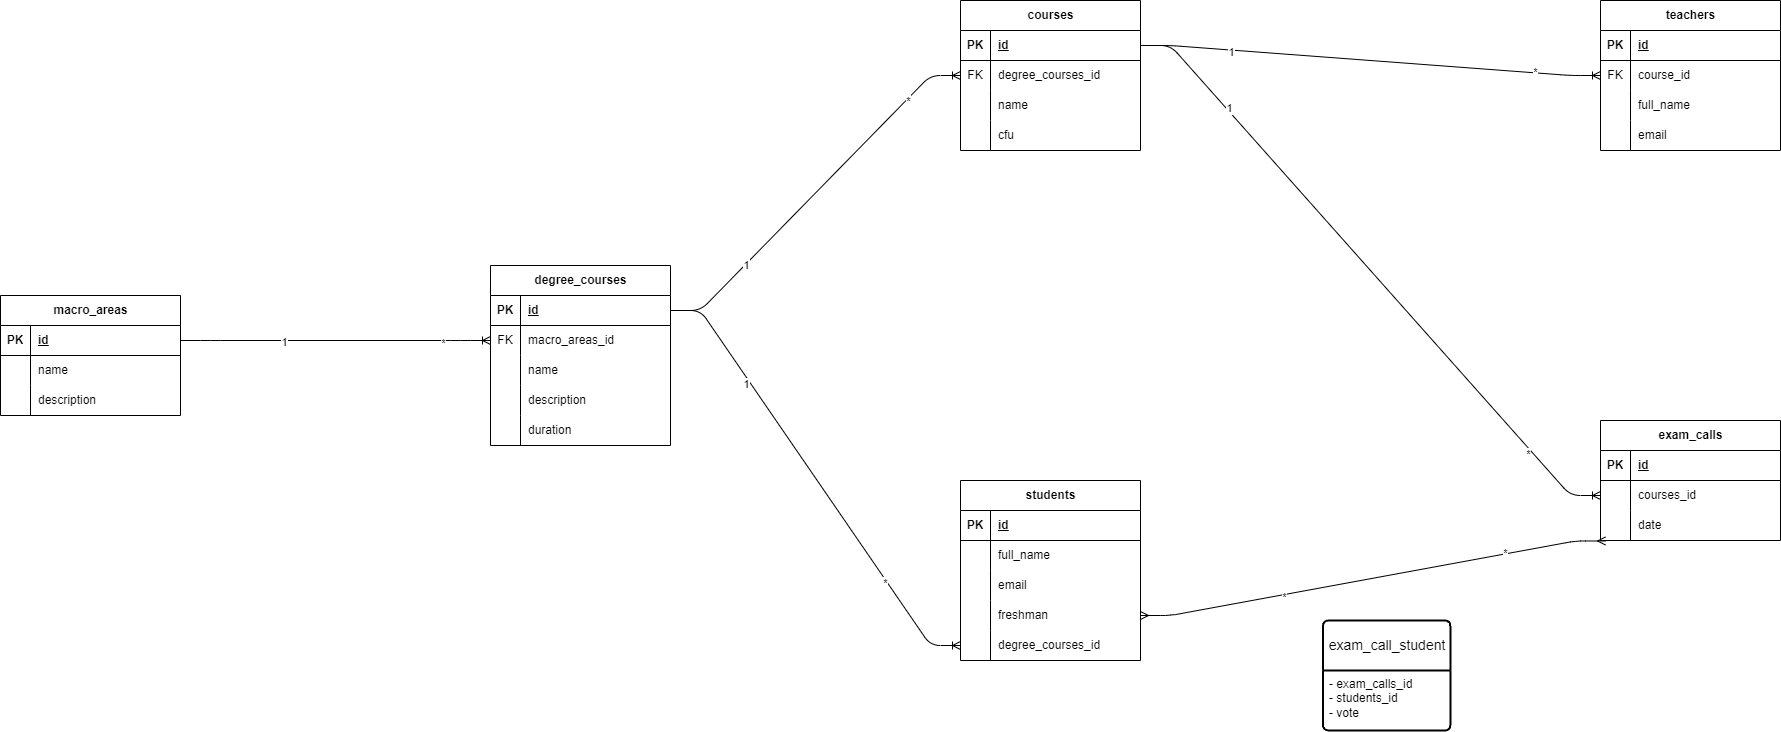 courses
PK id
FK degree_courses_id
name
cfu
teachers
PK id
FK course_id
full_name
email
1
*
1
*
*
1
macro_areas
PK id
name
description
1
*
degree_courses
PK id
FK macro_areas_id
name
description
duration
1
*
students
PK id
full_name
email
freshman
degree_courses_id
exam_calls
PK id
courses_id
date
*
*
exam_call_student
- exam_calls_id
- students_id
- vote